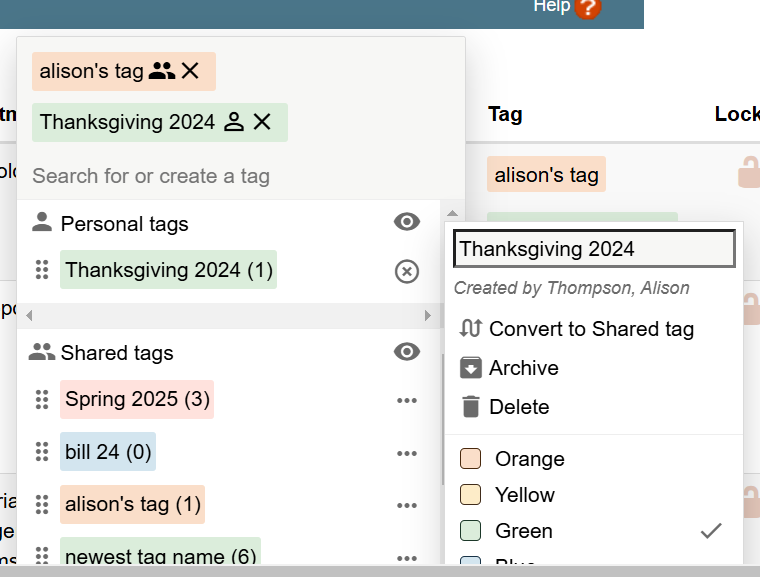 Help ?
alison's tag
Thanksgiving 2024
Search for or create a tag
Personal tags
Thanksgiving 2024 (1)
Shared tags
Spring 2025 (3)
bill 24 (0)
alison's tag (1)
newest tag name (6)
Tag
Lock
alison's tag
Thanksgiving 2024
Created by Thompson, Alison
Convert to Shared tag
Archive
Delete
Orange
Yellow
Green